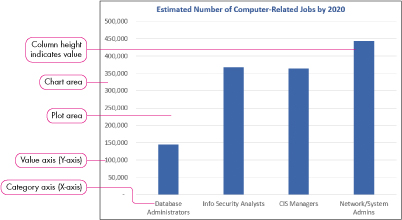 Estimated Number of Computer-Related Jobs by 2020
500,000
450,000
Column height
indicates value
400,000
350,000
Chart area
300,000
250,000
Plot area
200,000
150,000
Value axis (Y-axis)
100,000
50,000
Category axis (X-axis)
-
Database
Administrators
Info Security Analysts
CIS Managers
Network/System
Admins